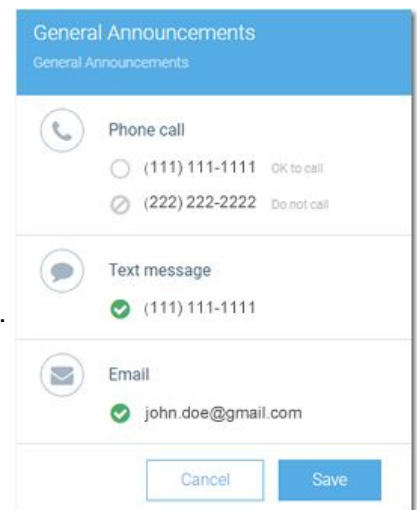 General Announcements
General Announcements
Phone call
(111) 111-1111 OK to call
(222) 222-2222 Do not call
Text message
.
(111) 111-1111
Email
john.doe@gmail.com
Cancel Save